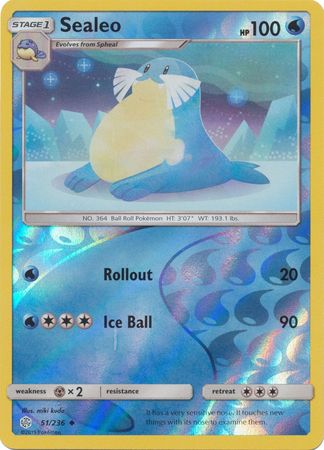 STAGE 1
Sealeo
HP 100
Evolves from Spheal
NO. 364 Ball Roll Pokémon HT: 3'07" WT: 193.1 lbs.
Rollout 20
Ice Ball 90
weakness ×2 resistance retreat
Illus. miki kudo
51/236
©2019 Pokémon
It has a very sensitive nose. It touches new
things with its nose to examine them.